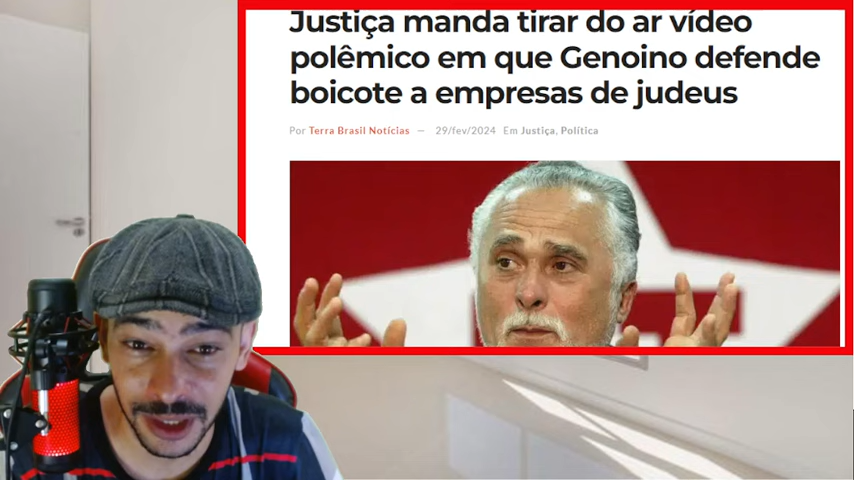 Justiça manda tirar do ar vídeo
polêmico em que Genoino defende
boicote a empresas de judeus
Por Terra Brasil Notícias — 29/fev/2024 Em Justiça, Política